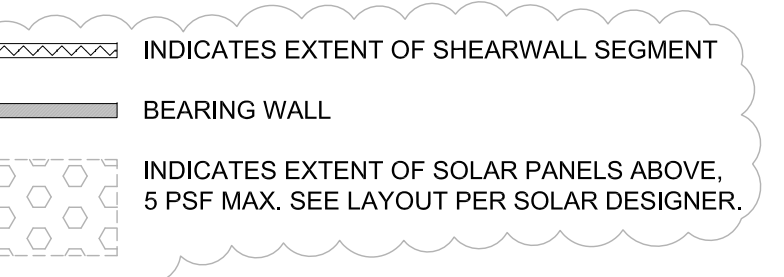 INDICATES EXTENT OF SHEARWALL SEGMENT
BEARING WALL
INDICATES EXTENT OF SOLAR PANELS ABOVE,
5 PSF MAX. SEE LAYOUT PER SOLAR DESIGNER.